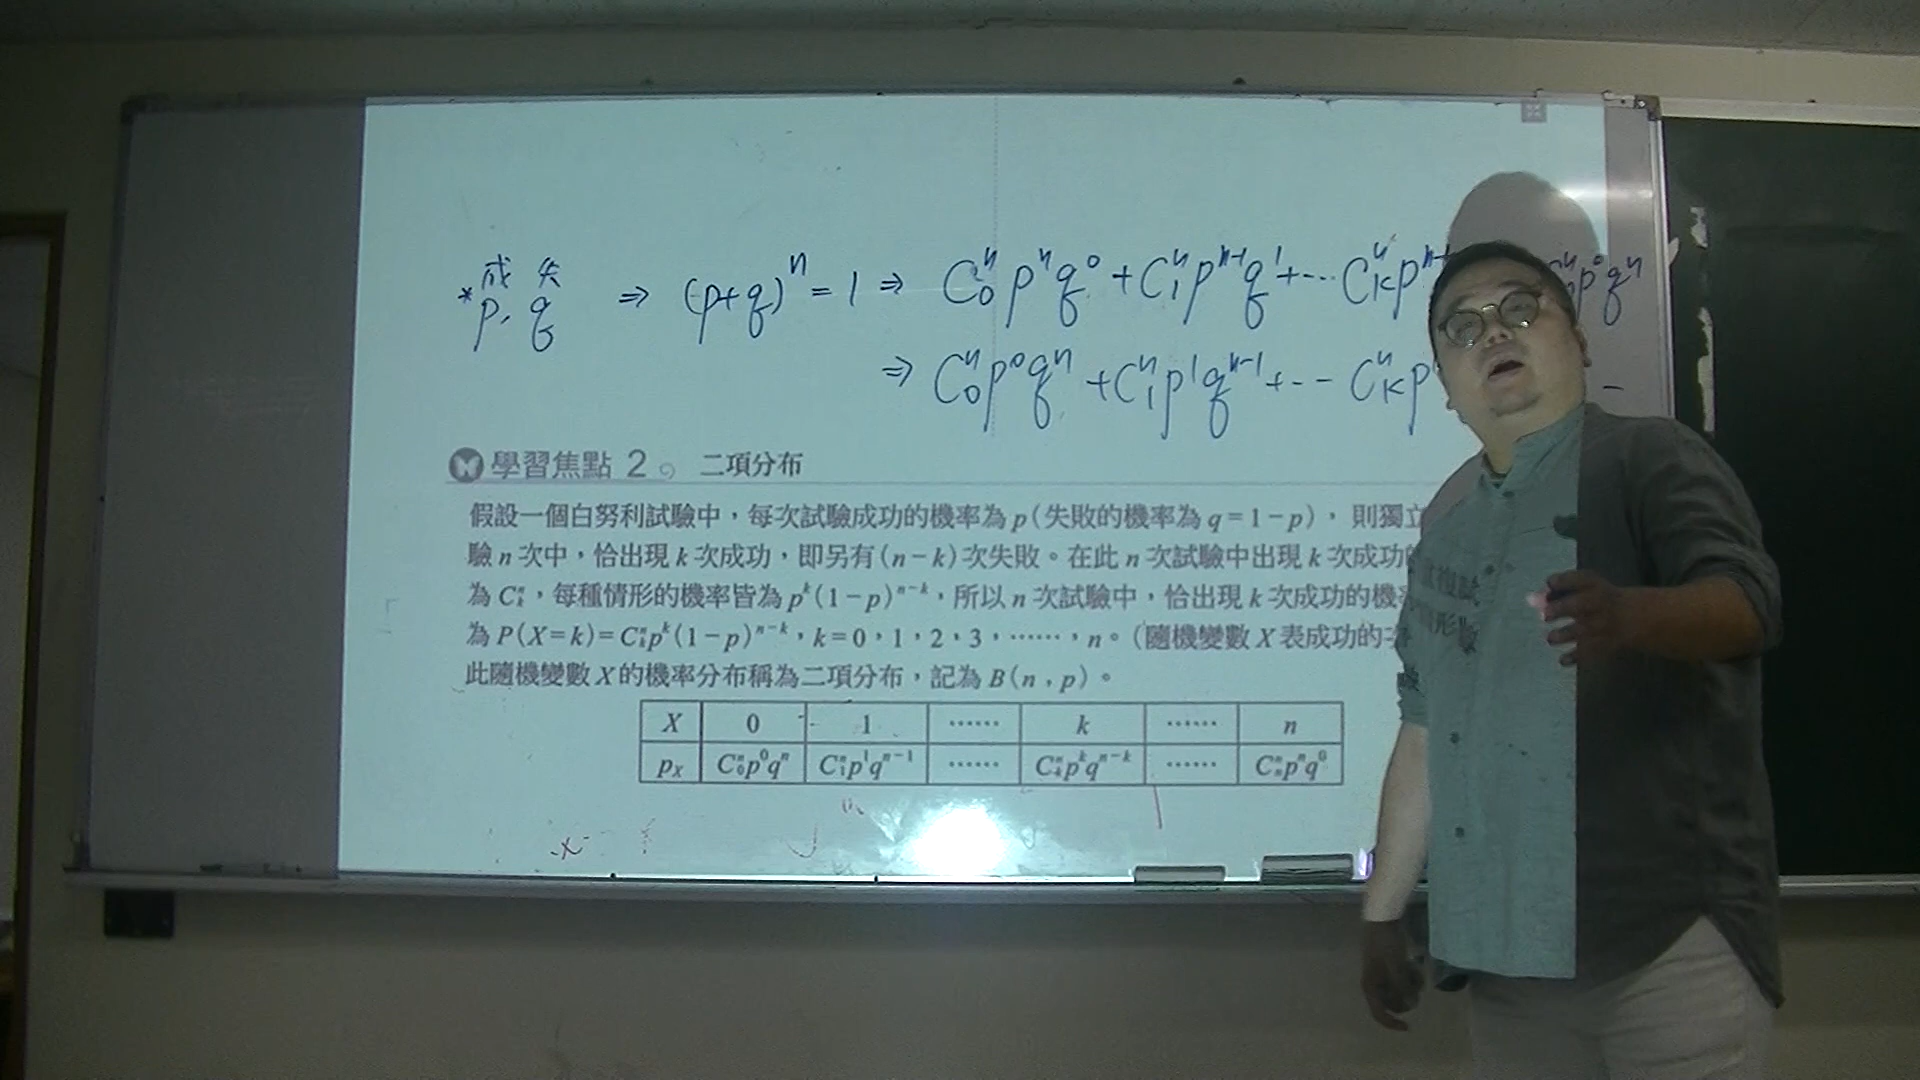 成 失
* p, q ⇒ (p+q)^n = 1 ⇒ C^n_0 p^n q^0 + C^n_1 p^{n-1} q^1 + … C^n_k p^{n- p^0 q^n
⇒ C^n_0 p^0 q^n + C^n_1 p^1 q^{n-1} + -- C^n_k p
學習焦點 2 二項分布
假設一個白努利試驗中，每次試驗成功的機率為 p（失敗的機率為 q＝1－p），則獨立
驗 n 次中，恰出現 k 次成功，即另有（n－k）次失敗。在此 n 次試驗中出現 k 次成功
為 C^n_k，每種情形的機率皆為 p^k(1－p)^{n-k}，所以 n 次試驗中，恰出現 k 次成功的機
為 P(X＝k)＝C^n_k p^k(1－p)^{n-k}，k＝0，1，2，3，……，n。（隨機變數 X 表成功的
此隨機變數 X 的機率分布稱為二項分布，記為 B(n，p)。
X 0 1 …… k …… n
p_X C^n_0 p^0 q^n C^n_1 p^1 q^{n-1} …… C^n_k p^k q^{n-k} …… C^n_n p^n q^0